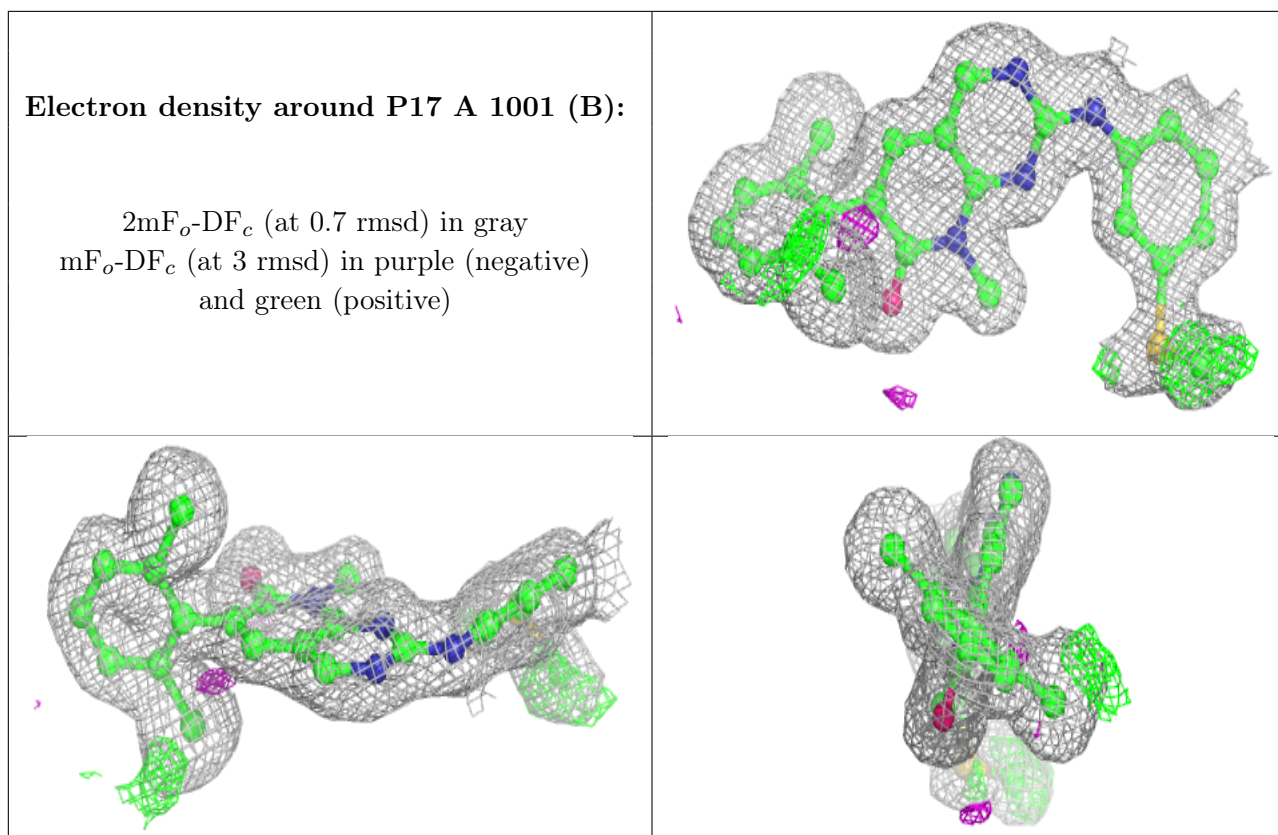 Electron density around P17 A 1001 (B):
2mFₒ-DF𝒸 (at 0.7 rmsd) in gray
mFₒ-DF𝒸 (at 3 rmsd) in purple (negative)
and green (positive)